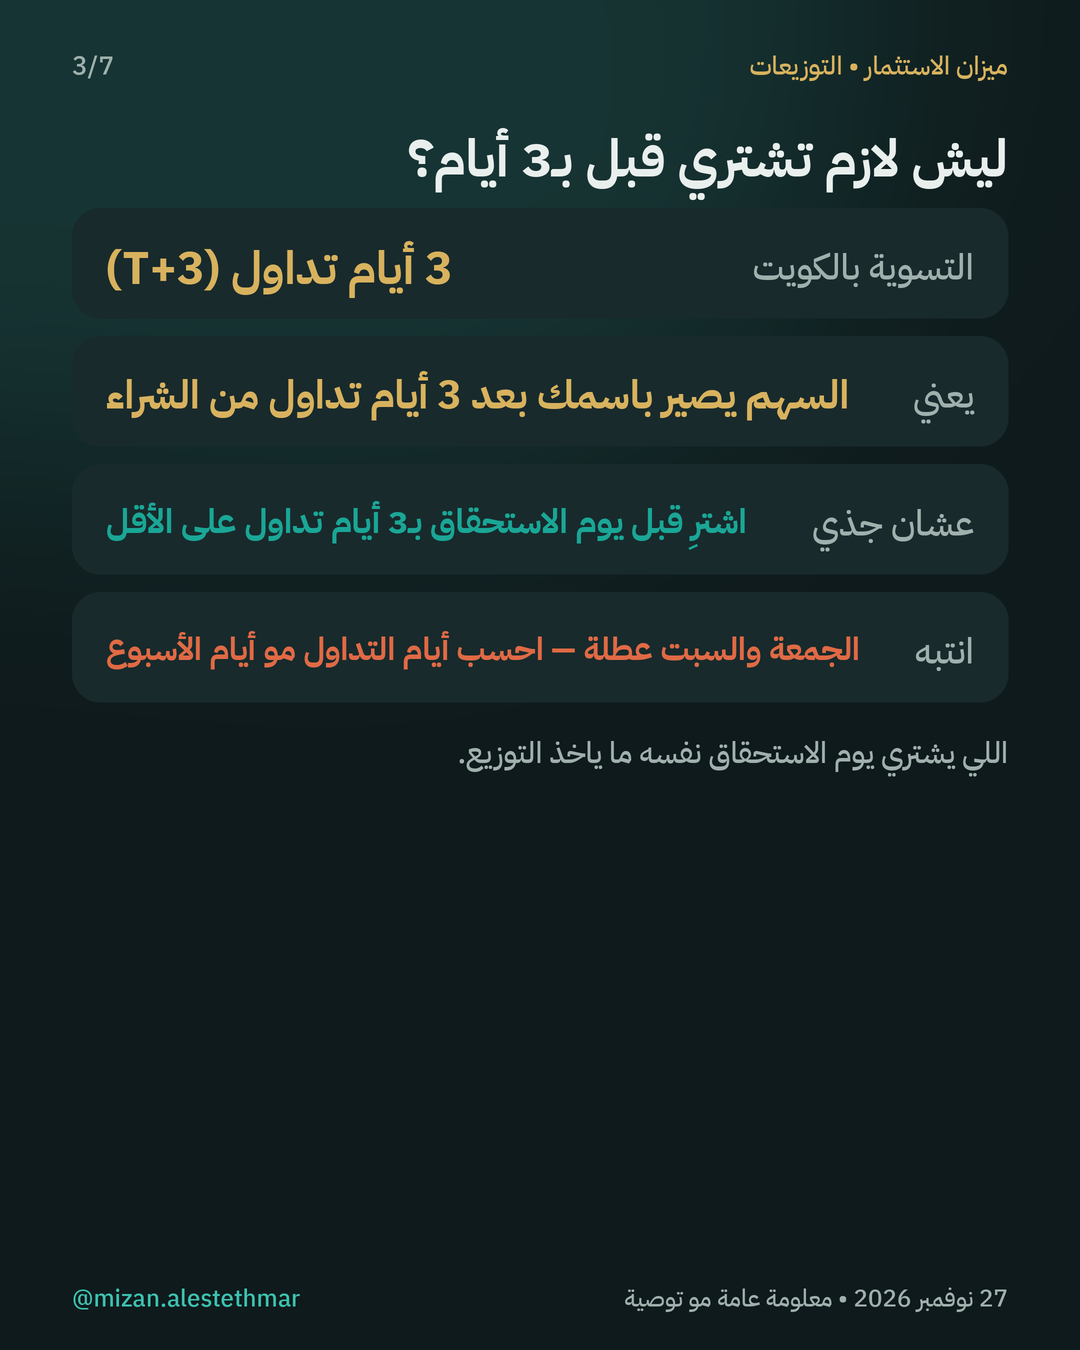 ميزان الاستثمار • التوزيعات
3/7
ليش لازم تشتري قبل بـ3 أيام؟
التسوية بالكويت
3 أيام تداول (T+3)
يعني
السهم يصير باسمك بعد 3 أيام تداول من الشراء
عشان جذي
اشترِ قبل يوم الاستحقاق بـ3 أيام تداول على الأقل
انتبه
الجمعة والسبت عطلة — احسب أيام التداول مو أيام الأسبوع
اللي يشتري يوم الاستحقاق نفسه ما ياخذ التوزيع.
27 نوفمبر 2026 • معلومة عامة مو توصية
@mizan.alestethmar